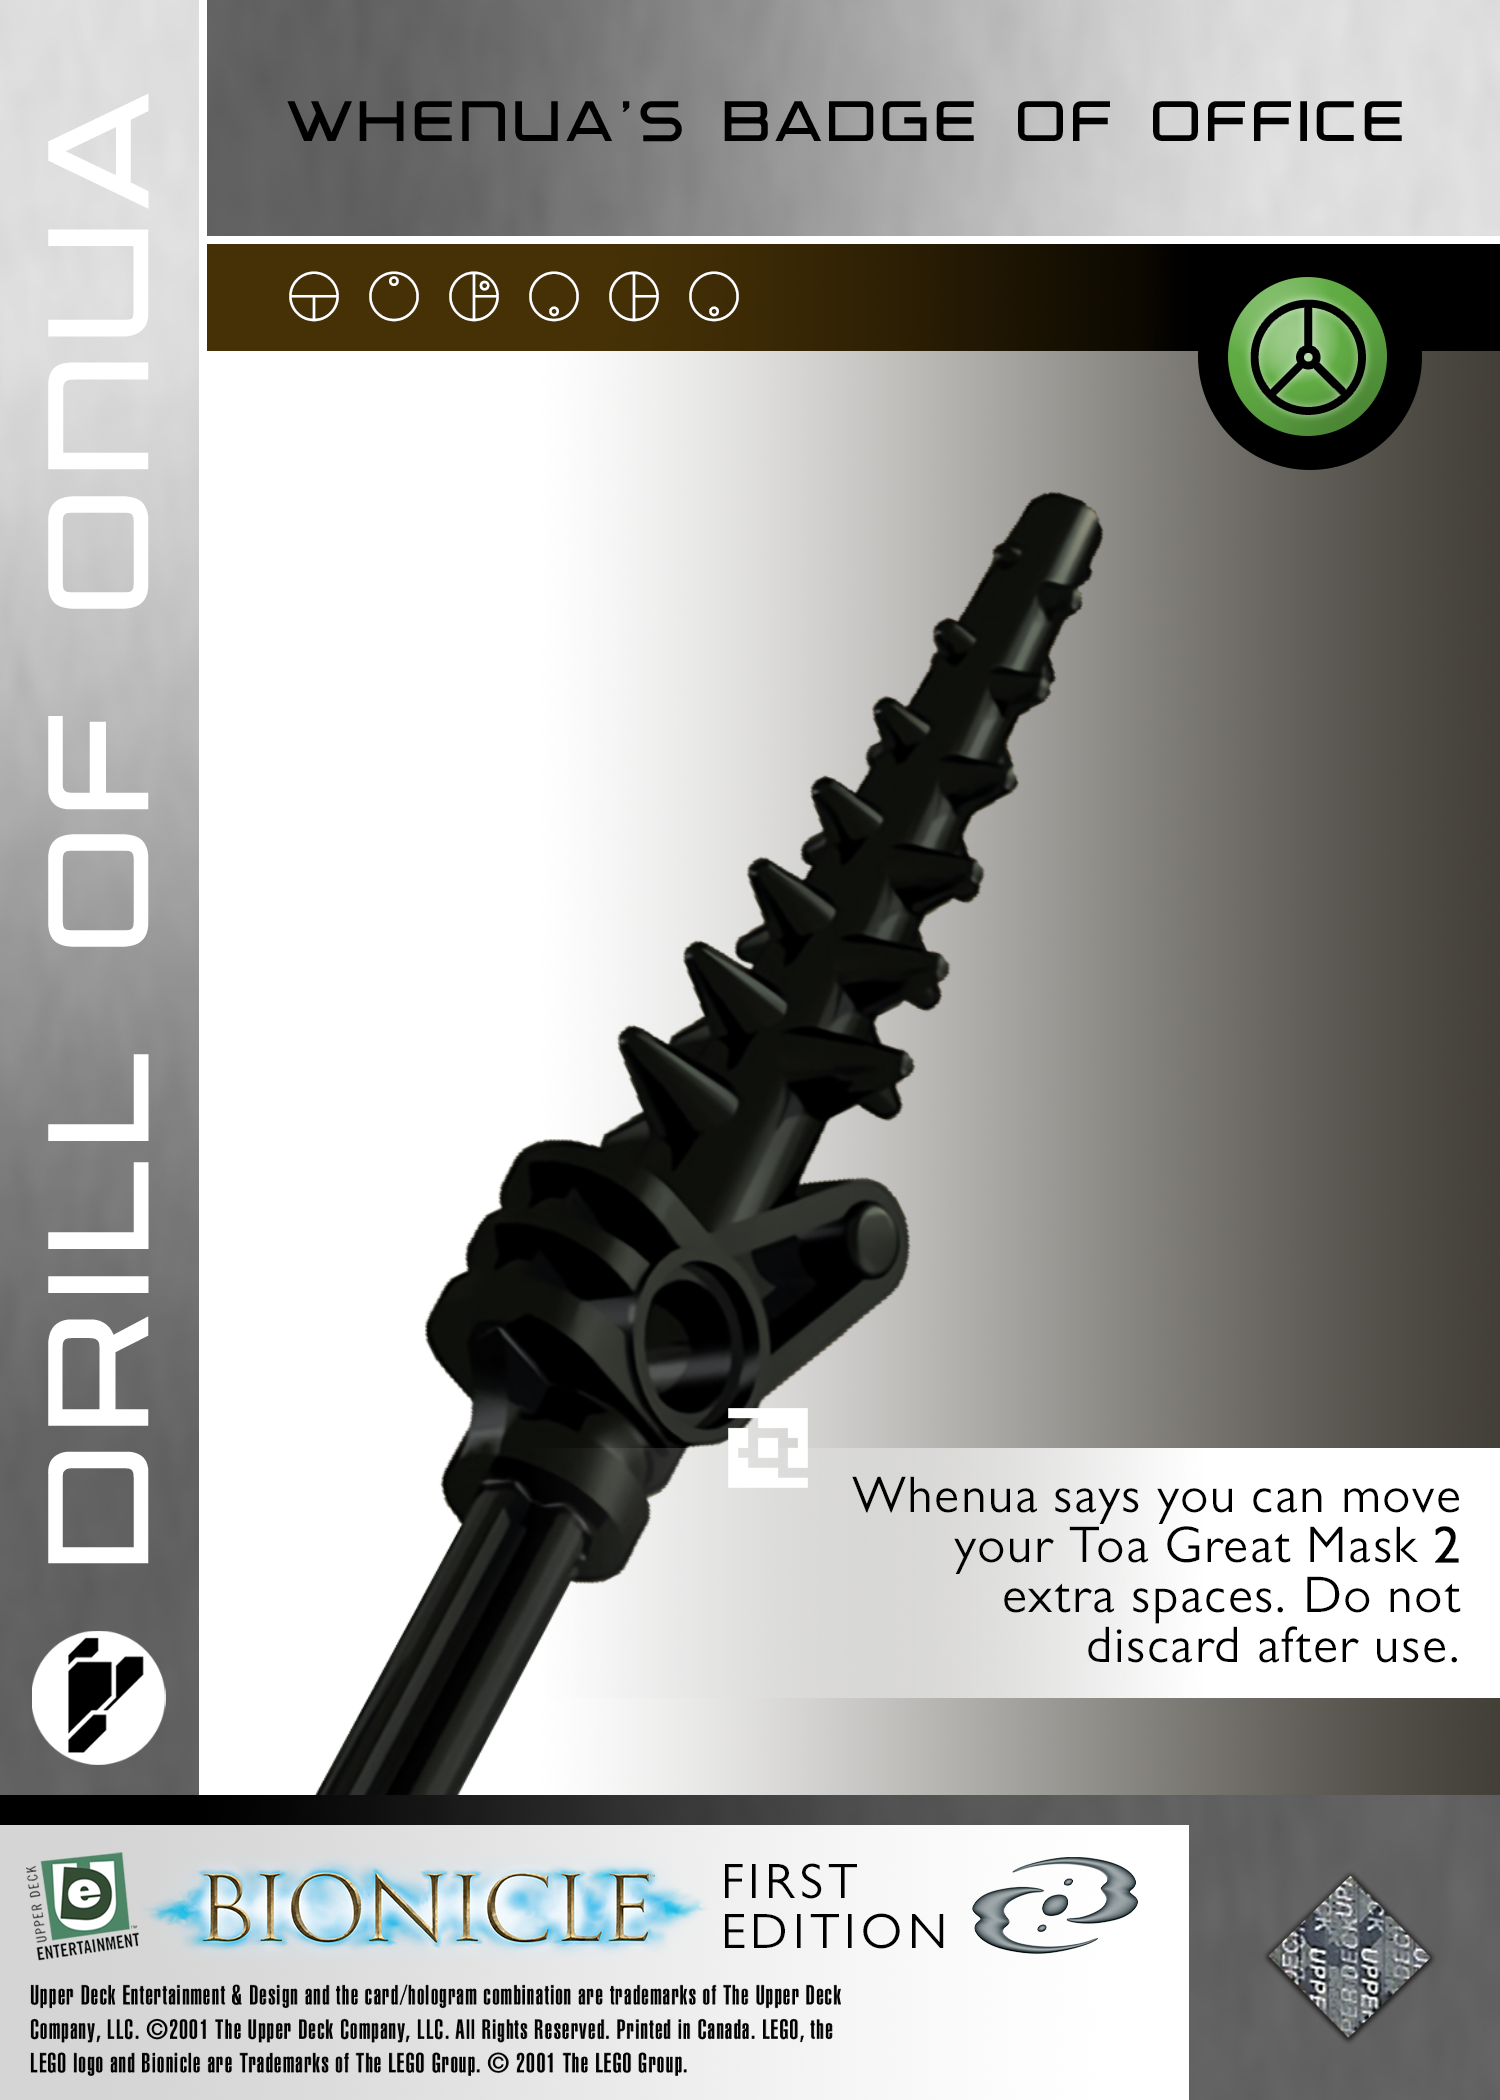 WHENUA'S BADGE OF OFFICE
DRILL OF ONUA
Whenua says you can move
your Toa Great Mask 2
extra spaces. Do not
discard after use.
UPPER DECK
ENTERTAINMENT
BIONICLE
FIRST
EDITION
Upper Deck Entertainment & Design and the card/hologram combination are trademarks of The Upper Deck
Company, LLC. ©2001 The Upper Deck Company, LLC. All Rights Reserved. Printed in Canada. LEGO, the
LEGO logo and Bionicle are Trademarks of The LEGO Group. © 2001 The LEGO Group.